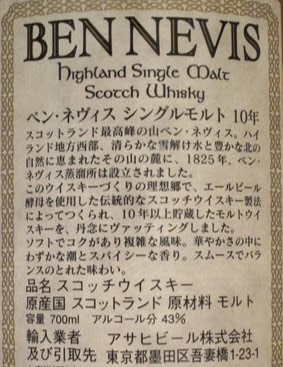 BEN NEVIS
Highland Single Malt
Scotch Whisky
ベン・ネヴィス シングルモルト 10年
スコットランド最高峰の山ベン・ネヴィス。ハイ
ランド地方西部、清らかな雪解け水と豊かな北の
自然に恵まれたその山の麓に、1825年、ベン・
ネヴィス蒸溜所は設立されました。
このウイスキーづくりの理想郷で、エールビール
酵母を使用した伝統的なスコッチウイスキー製法
によってつくられ、10年以上貯蔵したモルトウイ
スキーを、丹念にヴァッティングしました。
ソフトでコクがあり複雑な風味。華やかさの中に
わずかな潮とスパイシーな香り。スムースでバラ
ンスのとれた味わい。
品名 スコッチウイスキー
原産国 スコットランド 原材料 モルト
容量 700ml アルコール分 43%
輸入業者 アサヒビール株式会社
及び引取先 東京都墨田区吾妻橋1-23-1